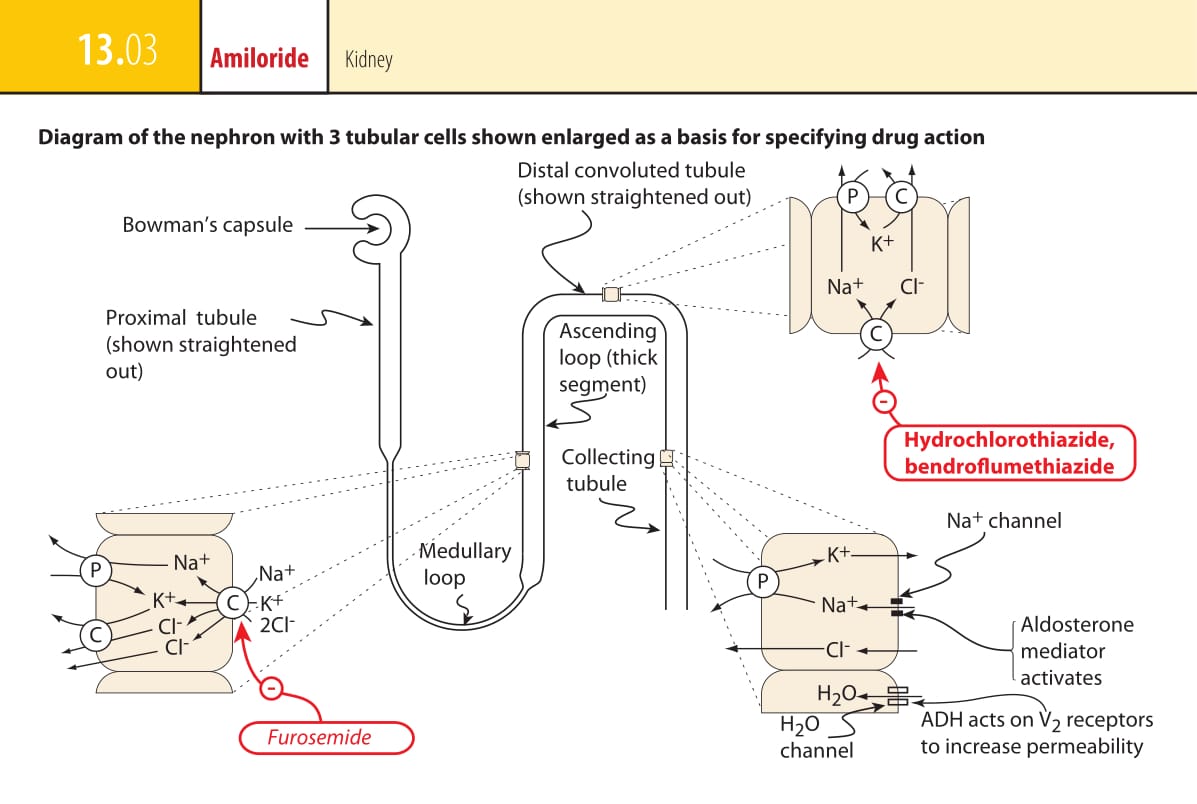 13.03
Amiloride
Kidney
Diagram of the nephron with 3 tubular cells shown enlarged as a basis for specifying drug action
Distal convoluted tubule
(shown straightened out)
Bowman's capsule
Proximal tubule
(shown straightened
out)
Ascending
loop (thick
segment)
Collecting
tubule
Medullary
loop
P
C
K+
Na+
Cl-
C
Hydrochlorothiazide,
bendroflumethiazide
P
Na+
K+
Cl-
Cl-
C
C
Na+
K+
2Cl-
Furosemide
Na+ channel
P
K+
Na+
Cl-
H2O
Aldosterone
mediator
activates
H2O
channel
ADH acts on V2 receptors
to increase permeability